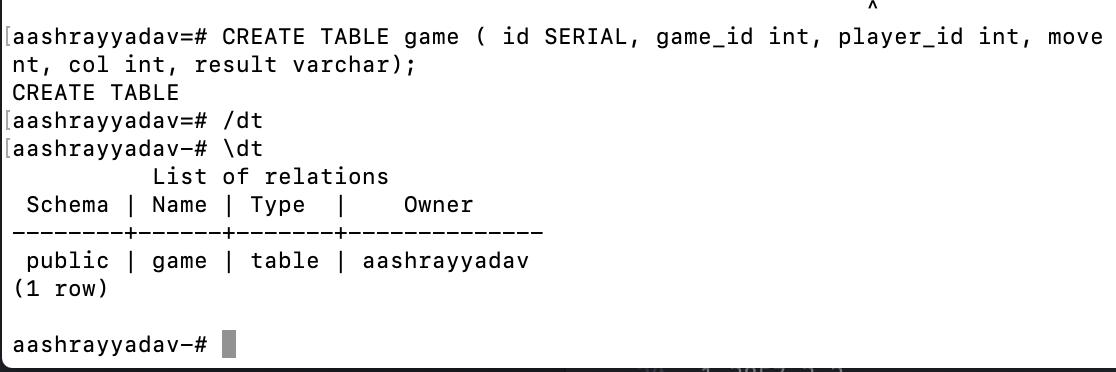 ^
[aashrayyadav=# CREATE TABLE game ( id SERIAL, game_id int, player_id int, move
nt, col int, result varchar);
CREATE TABLE
[aashrayyadav=# /dt
[aashrayyadav-# \dt
          List of relations
 Schema | Name | Type  |    Owner
--------+------+-------+--------------
 public | game | table | aashrayyadav
(1 row)
aashrayyadav-#